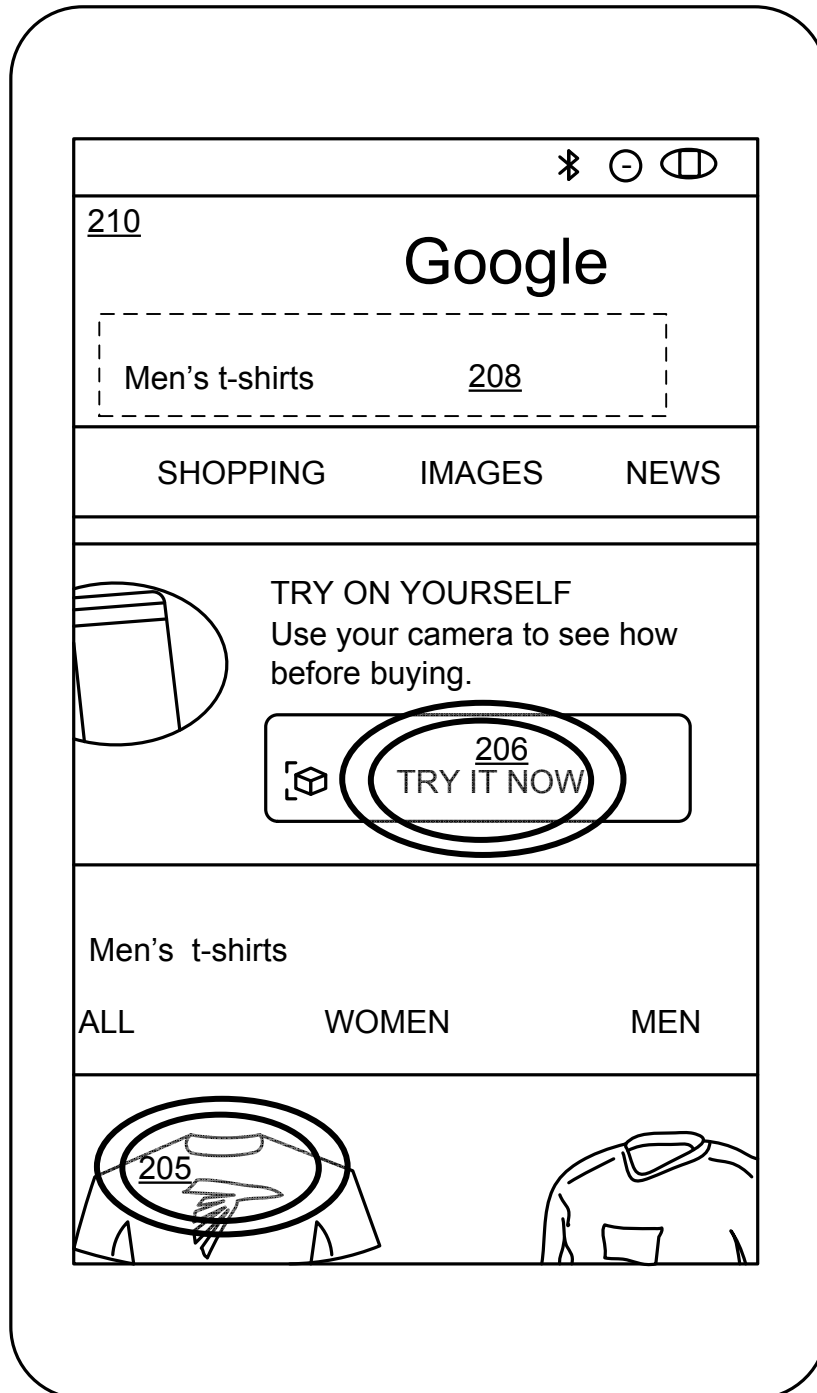 210
Google
Men’s t-shirts 208
SHOPPING IMAGES NEWS
TRY ON YOURSELF
Use your camera to see how
before buying.
206
TRY IT NOW
Men’s t-shirts
ALL WOMEN MEN
205